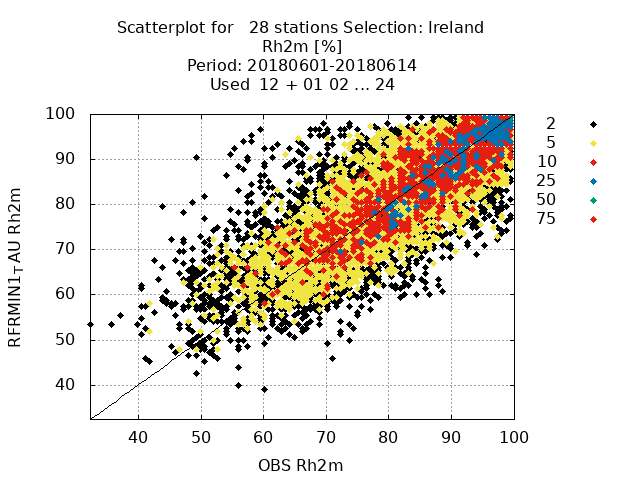 Scatterplot for   28 stations Selection: Ireland
Rh2m [%]
Period: 20180601-20180614
Used  12 + 01 02 ... 24
100
90
80
70
60
50
40
RFRMIN1_T AU Rh2m
40 50 60 70 80 90 100
OBS Rh2m
2
5
10
25
50
75